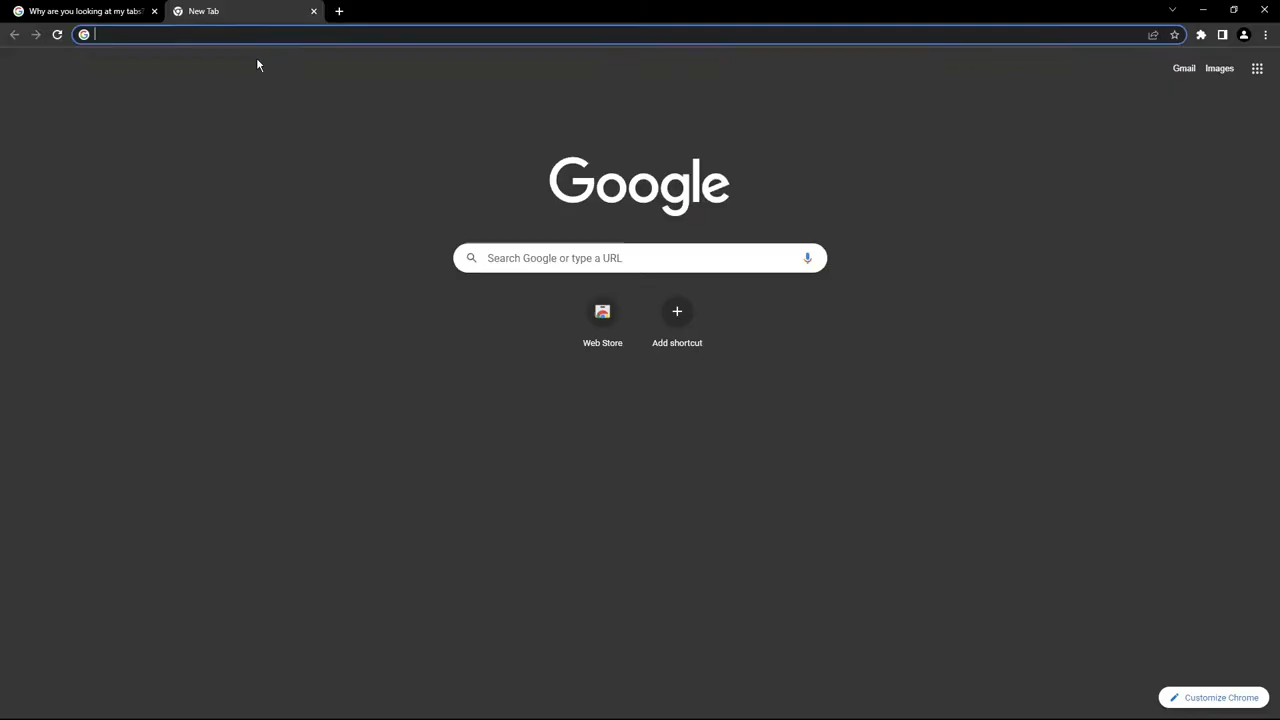 Why are you looking at my tabs?
New Tab
Gmail
Images
Google
Search Google or type a URL
Web Store
Add shortcut
Customize Chrome